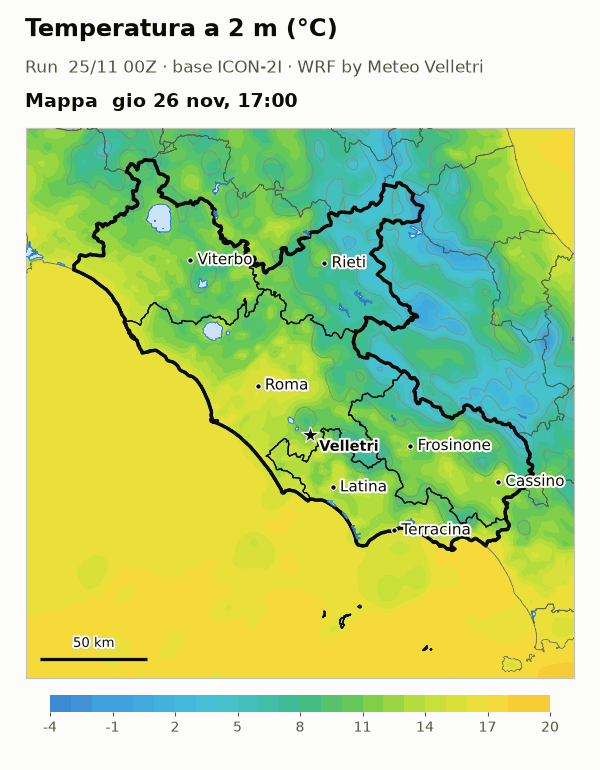 Temperatura a 2 m (°C)
Run  25/11 00Z · base ICON-2I · WRF by Meteo Velletri
Mappa  gio 26 nov, 17:00
Viterbo
Rieti
Roma
Velletri
Frosinone
Latina
Cassino
Terracina
50 km
-4 -1 2 5 8 11 14 17 20